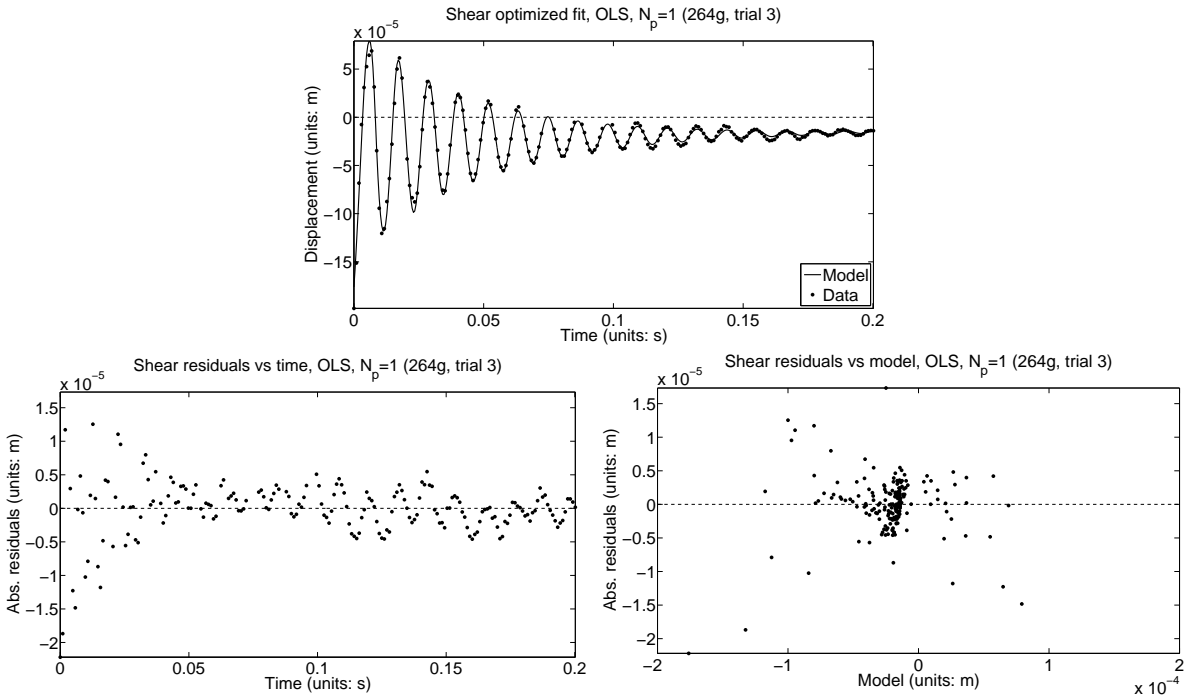 Shear optimized fit, OLS, Np=1 (264g, trial 3)
x 10−5
5
0
−5
−10
−15
Displacement (units: m)
Model
Data
0 0.05 0.1 0.15 0.2
Time (units: s)
Shear residuals vs time, OLS, Np=1 (264g, trial 3)
x 10−5
1.5
1
0.5
0
−0.5
−1
−1.5
−2
Abs. residuals (units: m)
0 0.05 0.1 0.15 0.2
Time (units: s)
Shear residuals vs model, OLS, Np=1 (264g, trial 3)
x 10−5
1.5
1
0.5
0
−0.5
−1
−1.5
−2
Abs. residuals (units: m)
−2 −1 0 1 2
Model (units: m)
x 10−4